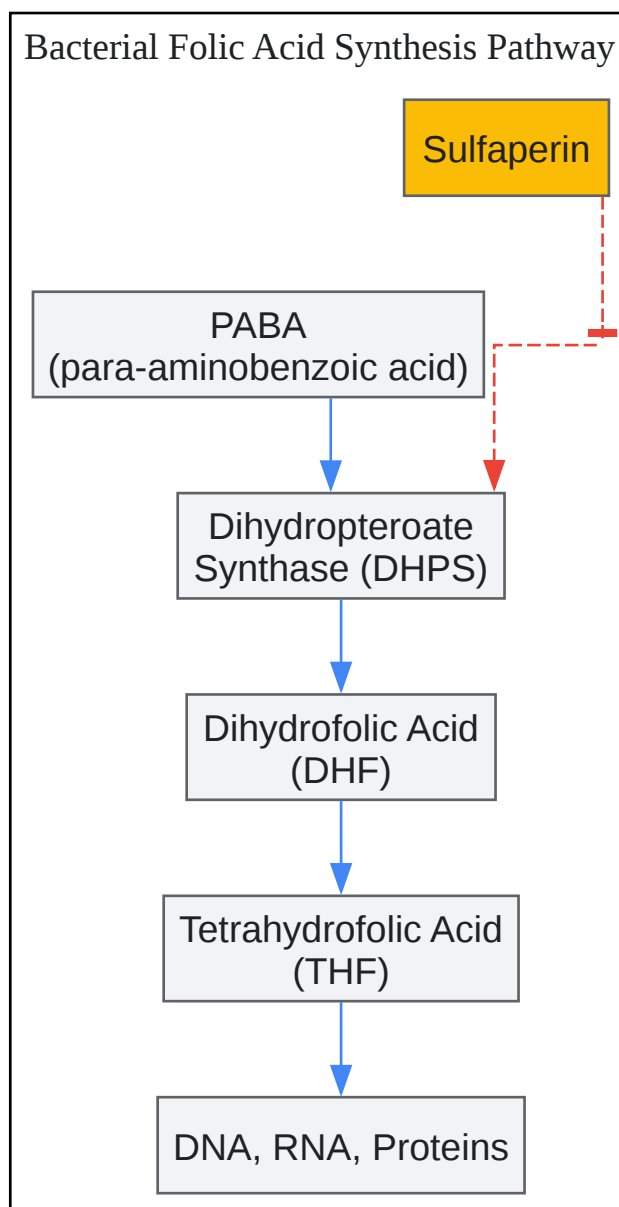 Bacterial Folic Acid Synthesis Pathway
Sulfaperin
PABA
(para-aminobenzoic acid)
Dihydropteroate
Synthase (DHPS)
Dihydrofolic Acid
(DHF)
Tetrahydrofolic Acid
(THF)
DNA, RNA, Proteins